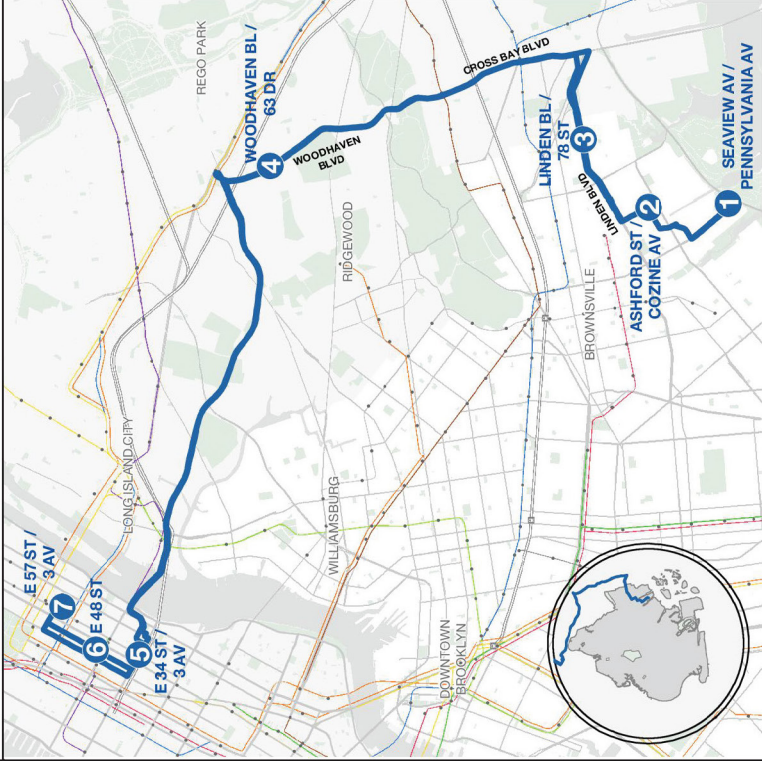 REGO PARK
WOODHAVEN BL /
63 DR
4
WOODHAVEN
BLVD
CROSS BAY BLVD
LINDEN BL /
78 ST
3
LINDEN BLVD
SEAVIEW AV /
PENNSYLVANIA AV
1
2
ASHFORD ST /
COZINE AV
RIDGEWOOD
BROWNSVILLE
LONG ISLAND CITY
WILLIAMSBURG
E 57 ST /
3 AV
7
E 48 ST
6
5
E 34 ST /
3 AV
DOWNTOWN
BROOKLYN